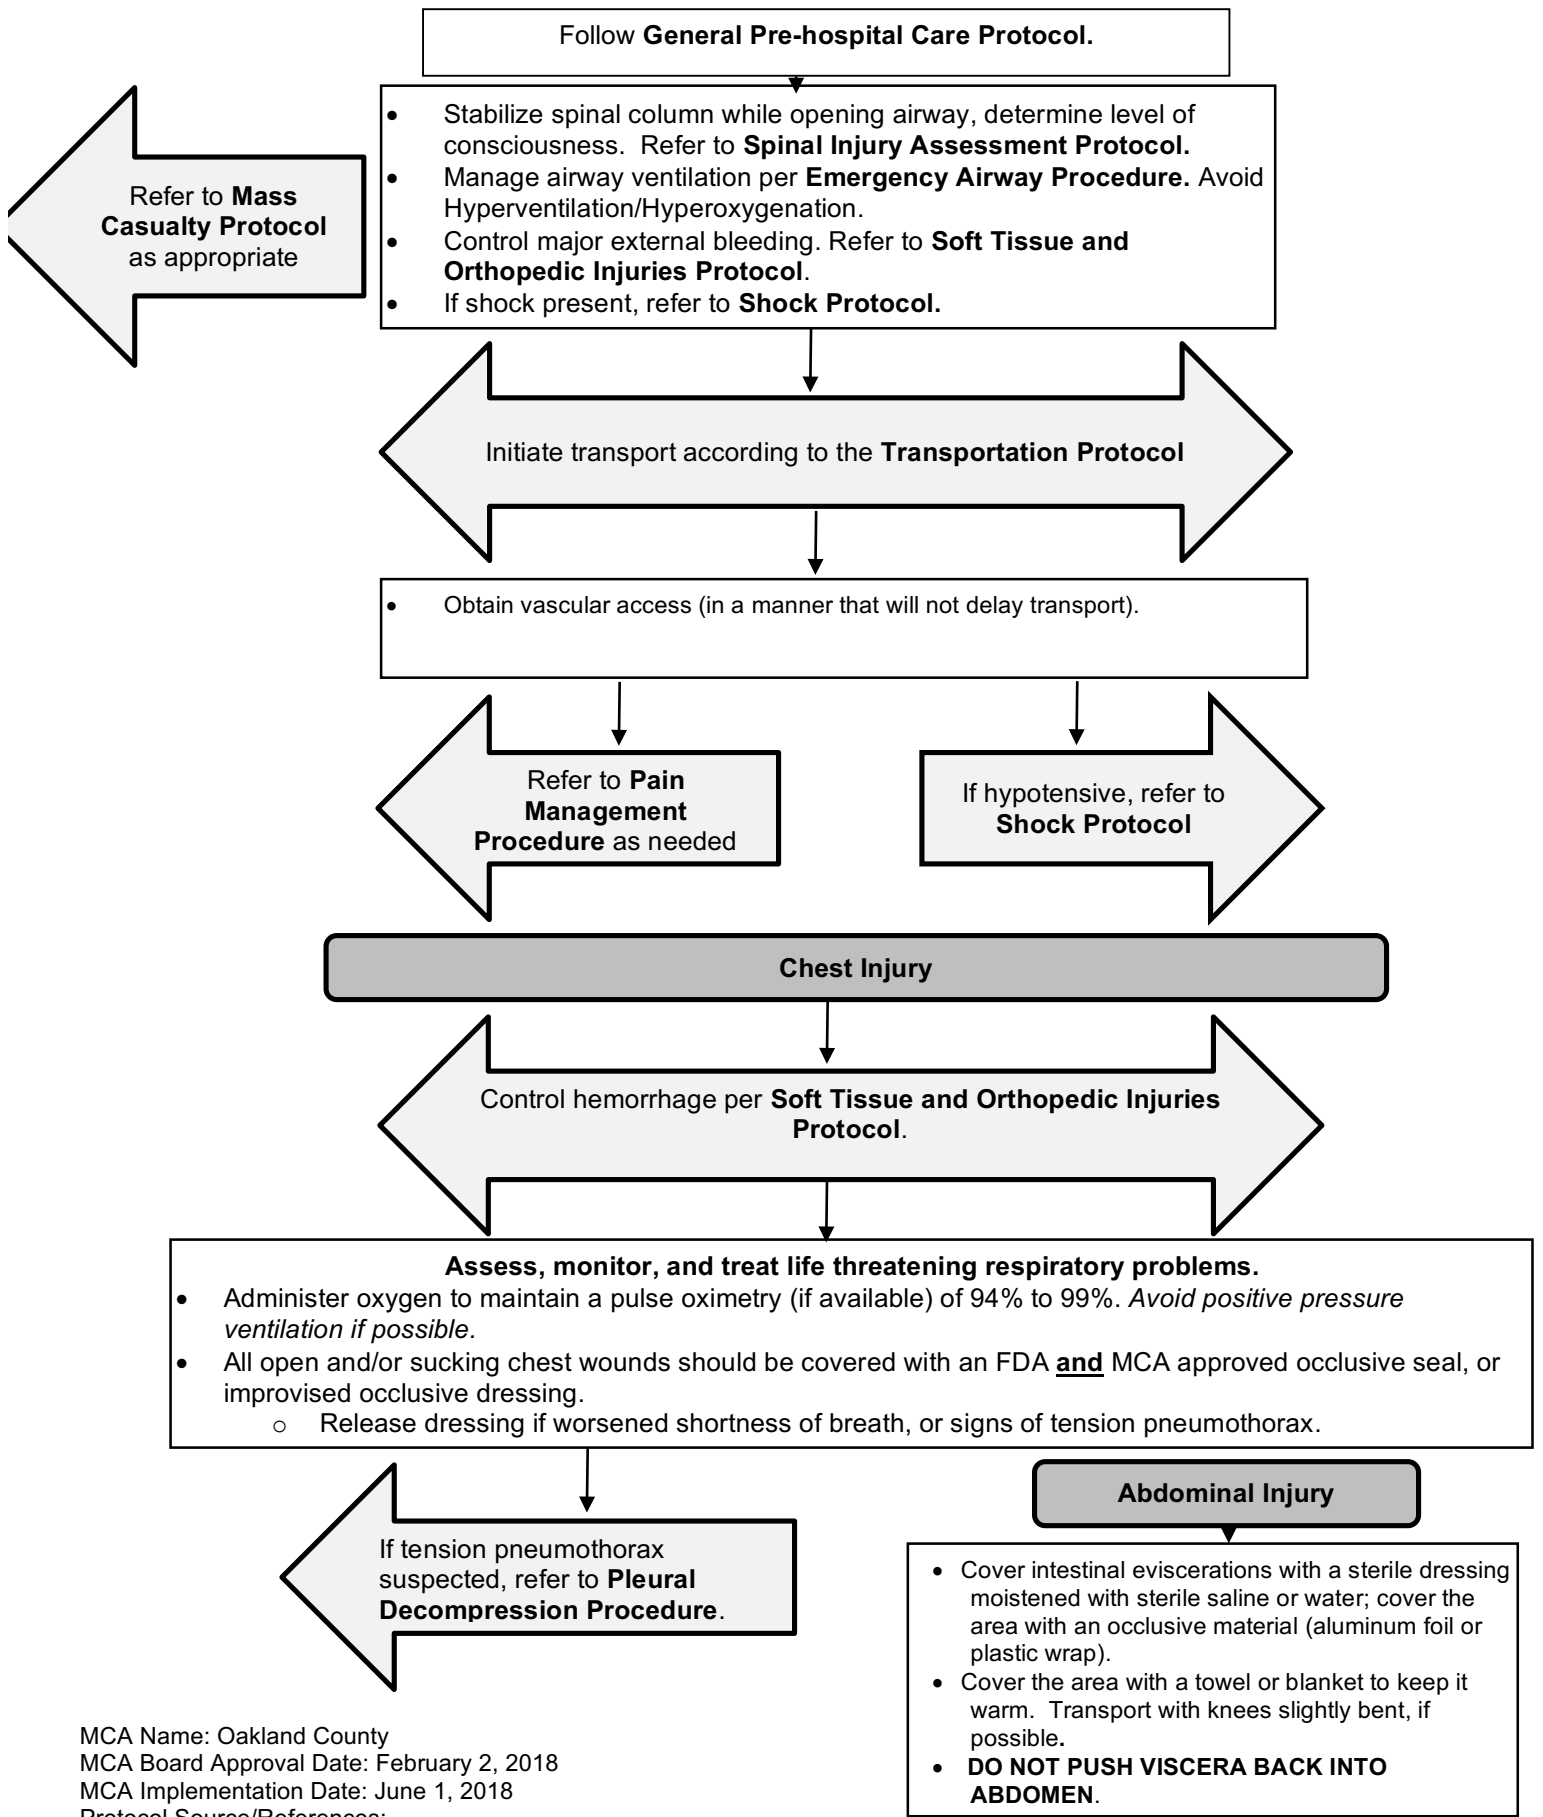 Follow General Pre-hospital Care Protocol.
• Stabilize spinal column while opening airway, determine level of
consciousness.  Refer to Spinal Injury Assessment Protocol.
• Manage airway ventilation per Emergency Airway Procedure. Avoid
Hyperventilation/Hyperoxygenation.
• Control major external bleeding. Refer to Soft Tissue and
Orthopedic Injuries Protocol.
• If shock present, refer to Shock Protocol.
Refer to Mass
Casualty Protocol
as appropriate
Initiate transport according to the Transportation Protocol
• Obtain vascular access (in a manner that will not delay transport).
Refer to Pain
Management
Procedure as needed
If hypotensive, refer to
Shock Protocol
Chest Injury
Control hemorrhage per Soft Tissue and Orthopedic Injuries
Protocol.
Assess, monitor, and treat life threatening respiratory problems.
• Administer oxygen to maintain a pulse oximetry (if available) of 94% to 99%. Avoid positive pressure
ventilation if possible.
• All open and/or sucking chest wounds should be covered with an FDA and MCA approved occlusive seal, or
improvised occlusive dressing.
o Release dressing if worsened shortness of breath, or signs of tension pneumothorax.
If tension pneumothorax
suspected, refer to Pleural
Decompression Procedure.
Abdominal Injury
• Cover intestinal eviscerations with a sterile dressing
moistened with sterile saline or water; cover the
area with an occlusive material (aluminum foil or
plastic wrap).
• Cover the area with a towel or blanket to keep it
warm.  Transport with knees slightly bent, if
possible.
• DO NOT PUSH VISCERA BACK INTO
ABDOMEN.
MCA Name: Oakland County
MCA Board Approval Date: February 2, 2018
MCA Implementation Date: June 1, 2018
Protocol Source/References: